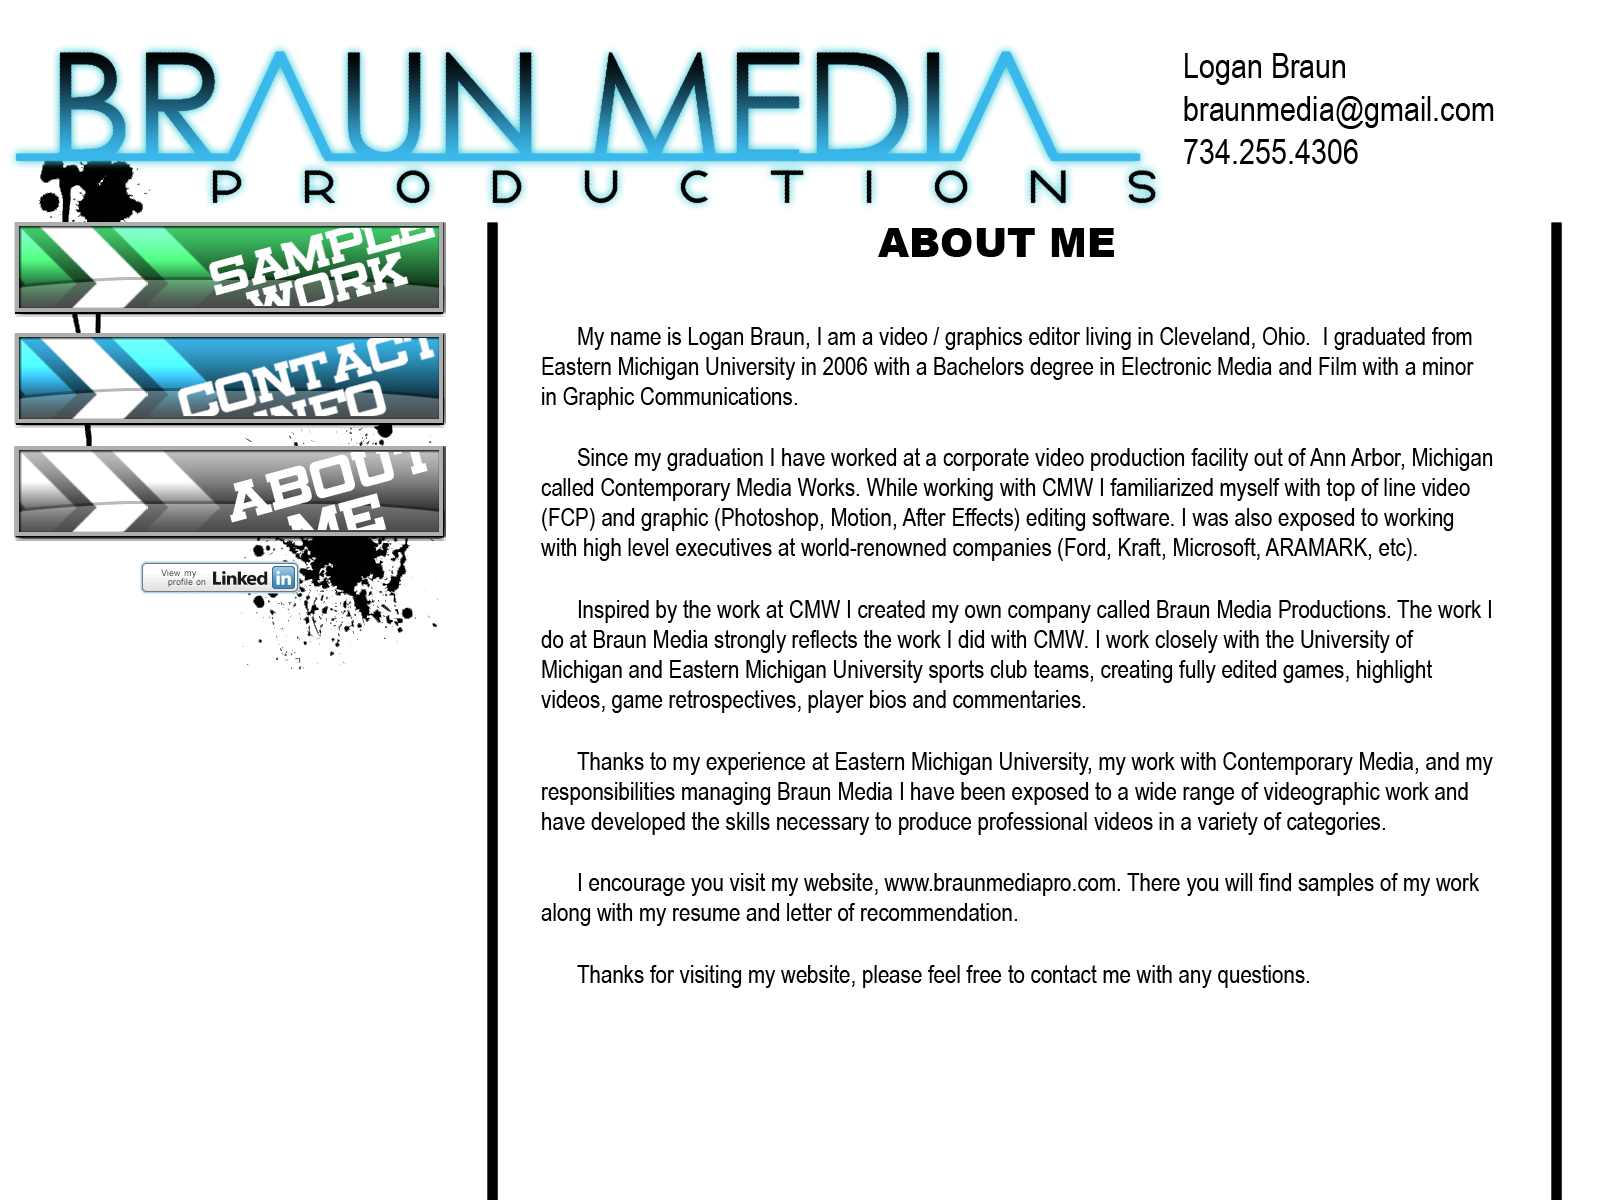 BRAUN MEDIA
PRODUCTIONS
Logan Braun
braunmedia@gmail.com
734.255.4306
SAMPLE
WORK
CONTACT
INFO
ABOUT
ME
View my
profile on Linked in
ABOUT ME
My name is Logan Braun, I am a video / graphics editor living in Cleveland, Ohio.  I graduated from
Eastern Michigan University in 2006 with a Bachelors degree in Electronic Media and Film with a minor
in Graphic Communications.
Since my graduation I have worked at a corporate video production facility out of Ann Arbor, Michigan
called Contemporary Media Works. While working with CMW I familiarized myself with top of line video
(FCP) and graphic (Photoshop, Motion, After Effects) editing software. I was also exposed to working
with high level executives at world-renowned companies (Ford, Kraft, Microsoft, ARAMARK, etc).
Inspired by the work at CMW I created my own company called Braun Media Productions. The work I
do at Braun Media strongly reflects the work I did with CMW. I work closely with the University of
Michigan and Eastern Michigan University sports club teams, creating fully edited games, highlight
videos, game retrospectives, player bios and commentaries.
Thanks to my experience at Eastern Michigan University, my work with Contemporary Media, and my
responsibilities managing Braun Media I have been exposed to a wide range of videographic work and
have developed the skills necessary to produce professional videos in a variety of categories.
I encourage you visit my website, www.braunmediapro.com. There you will find samples of my work
along with my resume and letter of recommendation.
Thanks for visiting my website, please feel free to contact me with any questions.